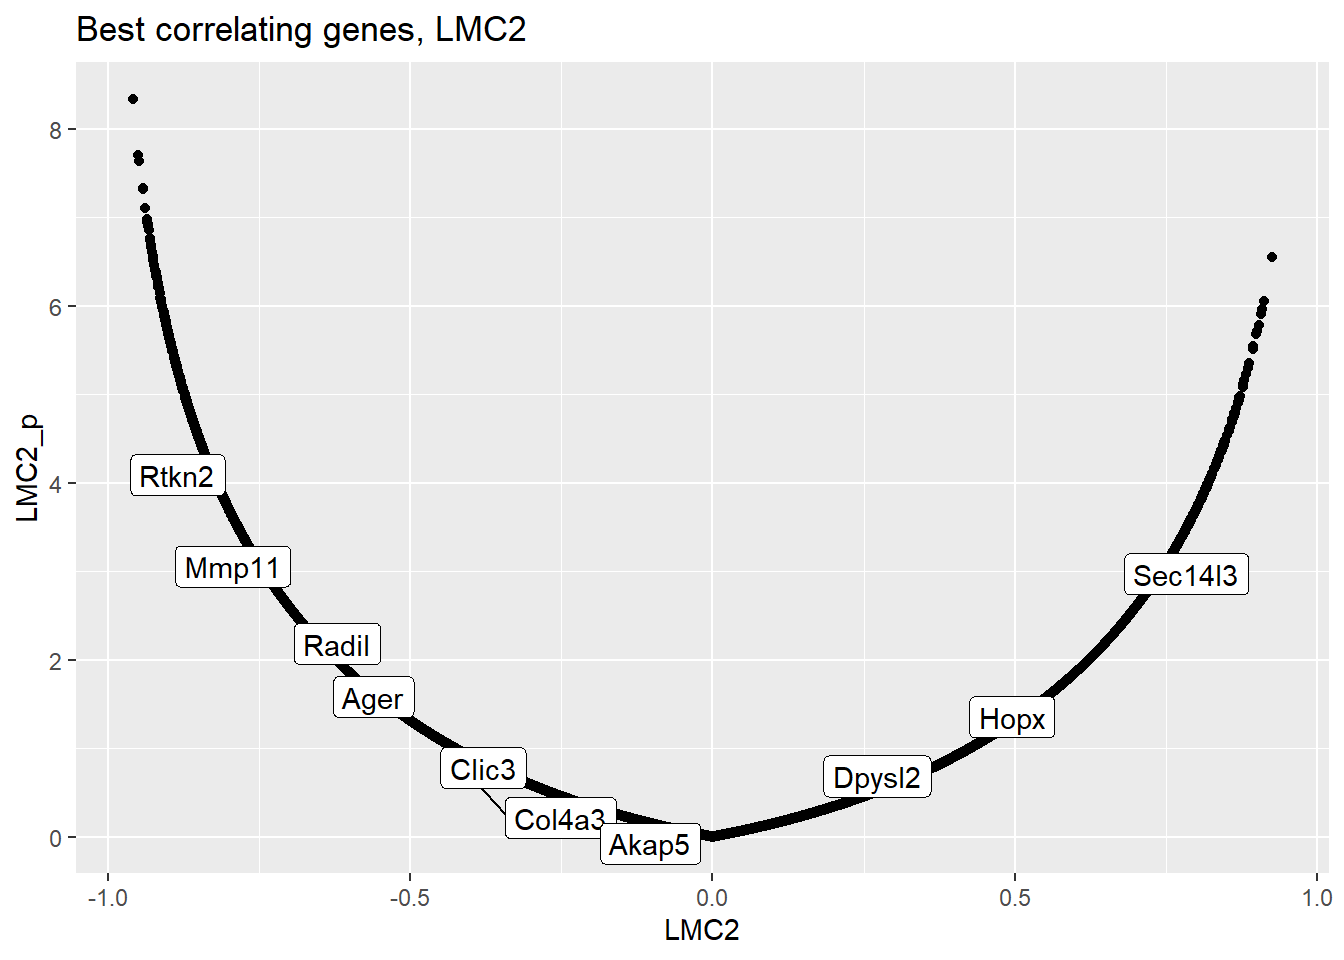 Best correlating genes, LMC2
8
6
4
2
0
LMC2_p
Rtkn2
Mmp11
Radil
Ager
Clic3
Col4a3
Akap5
Dpysl2
Hopx
Sec14l3
-1.0
-0.5
0.0
0.5
1.0
LMC2